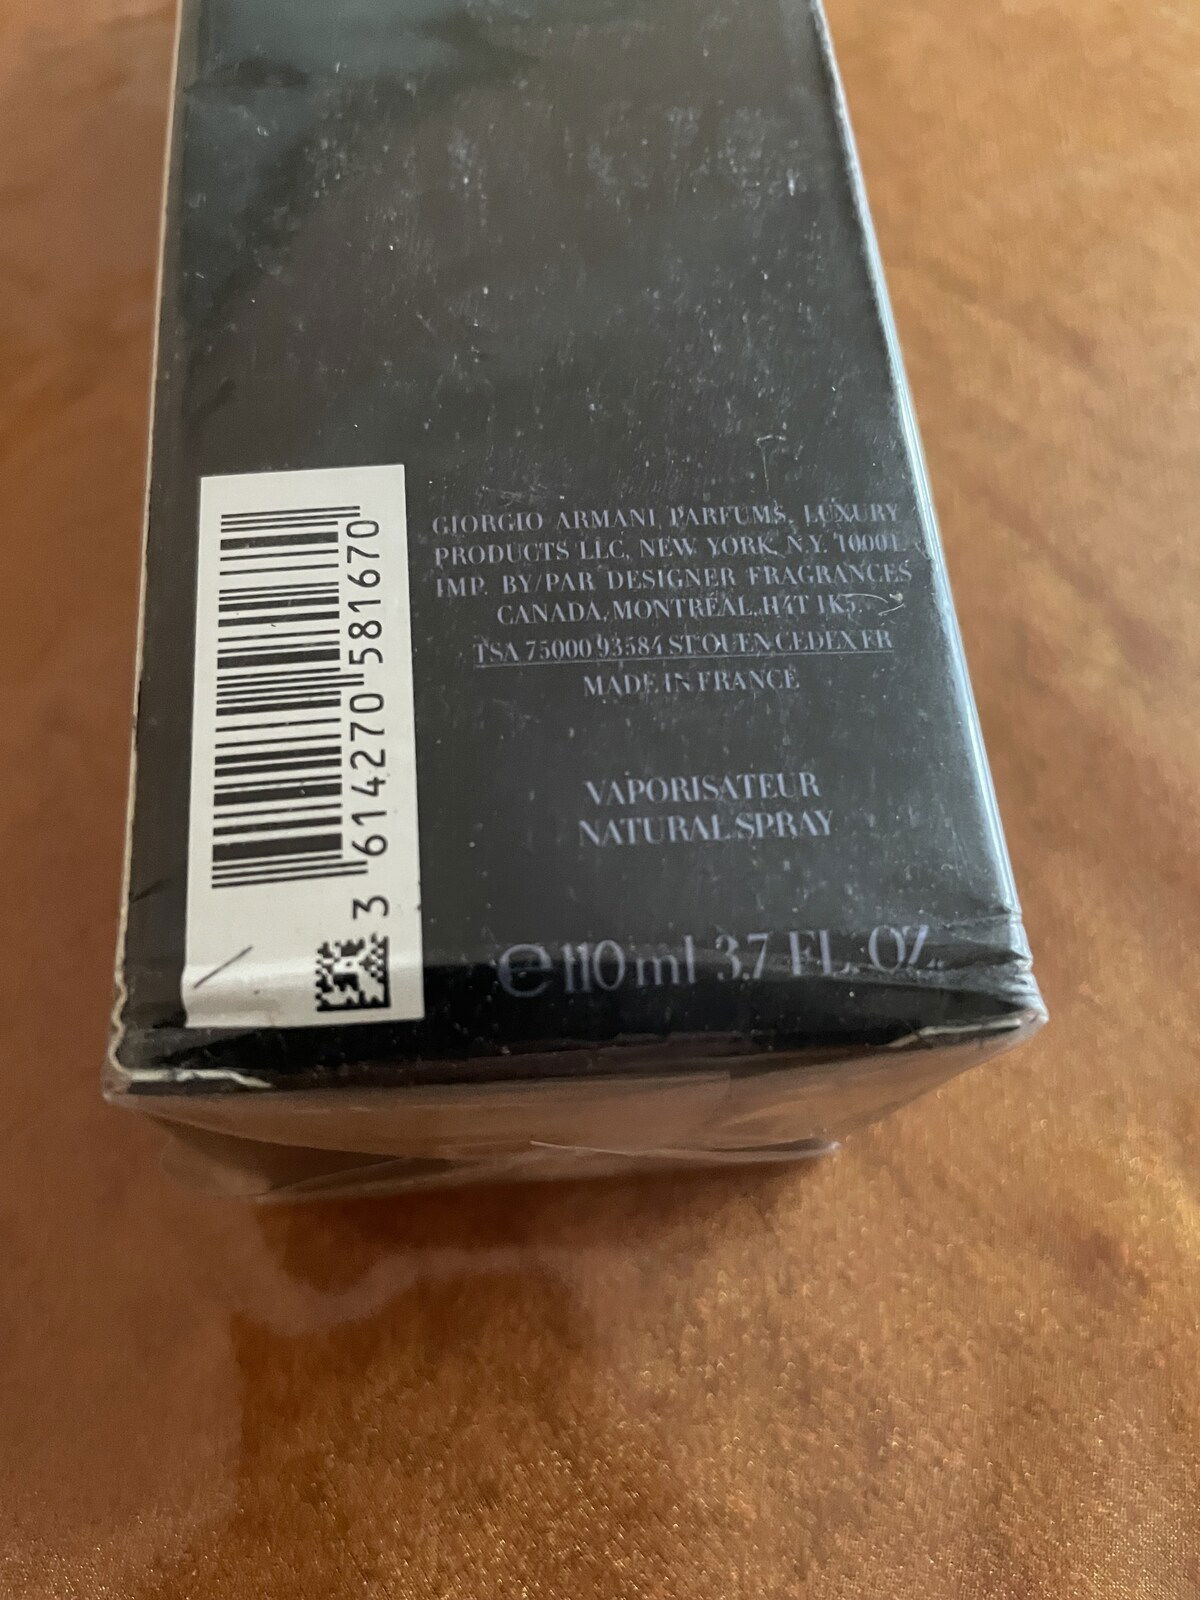 GIORGIO ARMANI PARFUMS, LUXURY
PRODUCTS LLC, NEW YORK, N.Y. 10001.
IMP. BY/PAR DESIGNER FRAGRANCES
CANADA, MONTRÉAL, H4T 1K5.
TSA 75000 93584 ST OUEN CEDEX FR
MADE IN FRANCE
VAPORISATEUR
NATURAL SPRAY
℮110 ml 3.7 FL. OZ.
3 614270 581670